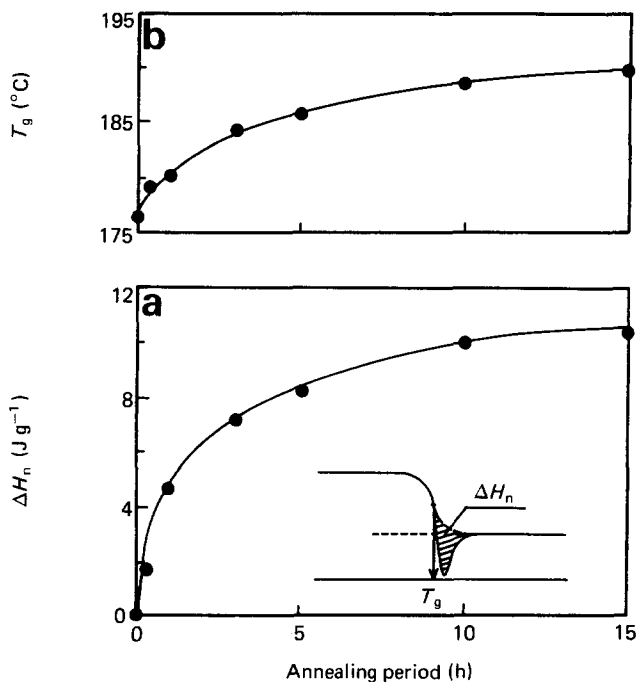 b
195
185
175
T_g (°C)
a
12
8
4
0
ΔH_n (J g⁻¹)
ΔH_n
T_g
0
5
10
15
Annealing period (h)